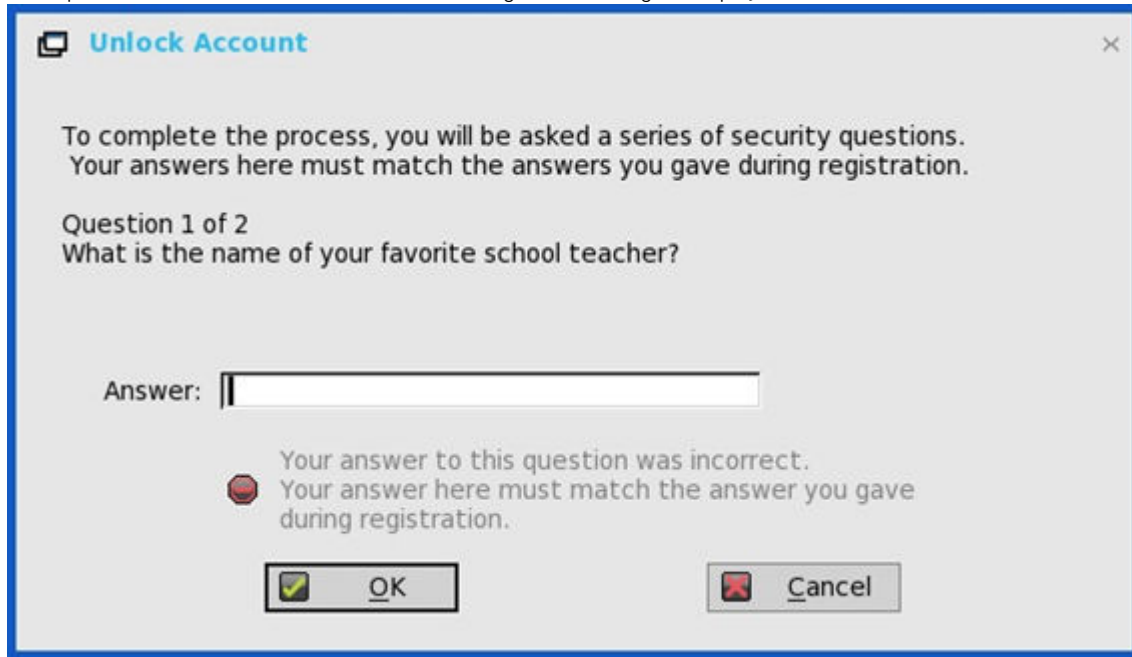 Unlock Account
To complete the process, you will be asked a series of security questions.
Your answers here must match the answers you gave during registration.
Question 1 of 2
What is the name of your favorite school teacher?
Answer:
Your answer to this question was incorrect.
Your answer here must match the answer you gave
during registration.
OK Cancel